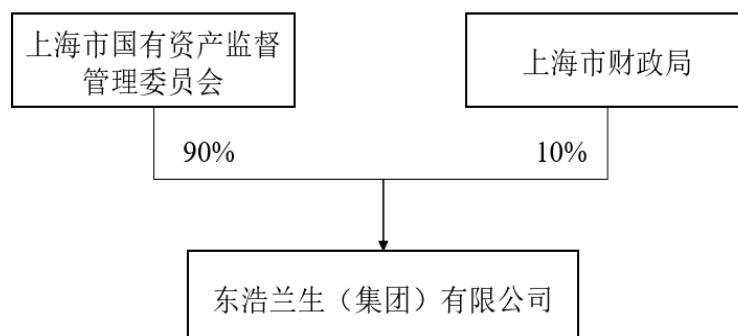 上海市国有资产监督
管理委员会
上海市财政局
90%
10%
东浩兰生（集团）有限公司